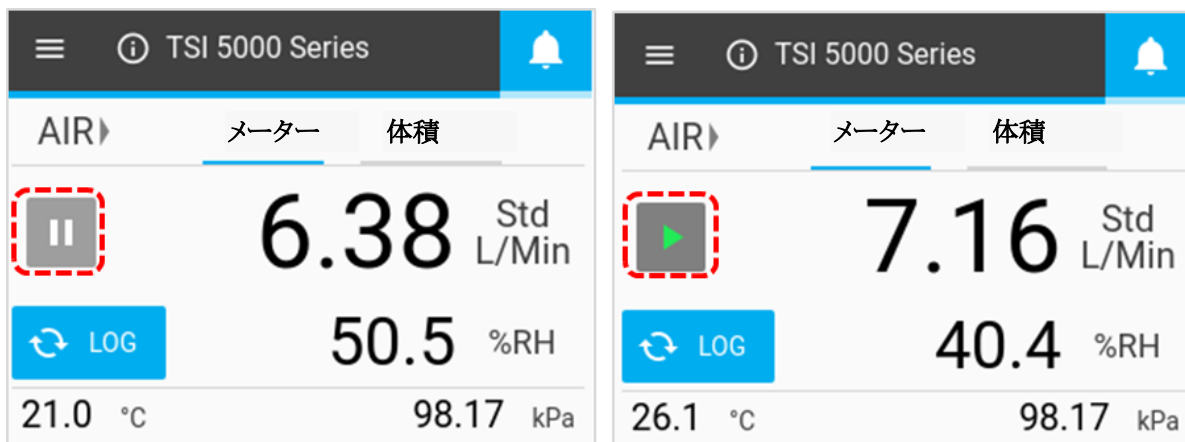 TSI 5000 Series
AIR メーター 体積
6.38 Std L/Min
LOG 50.5 %RH
21.0 °C 98.17 kPa
TSI 5000 Series
AIR メーター 体積
7.16 Std L/Min
LOG 40.4 %RH
26.1 °C 98.17 kPa